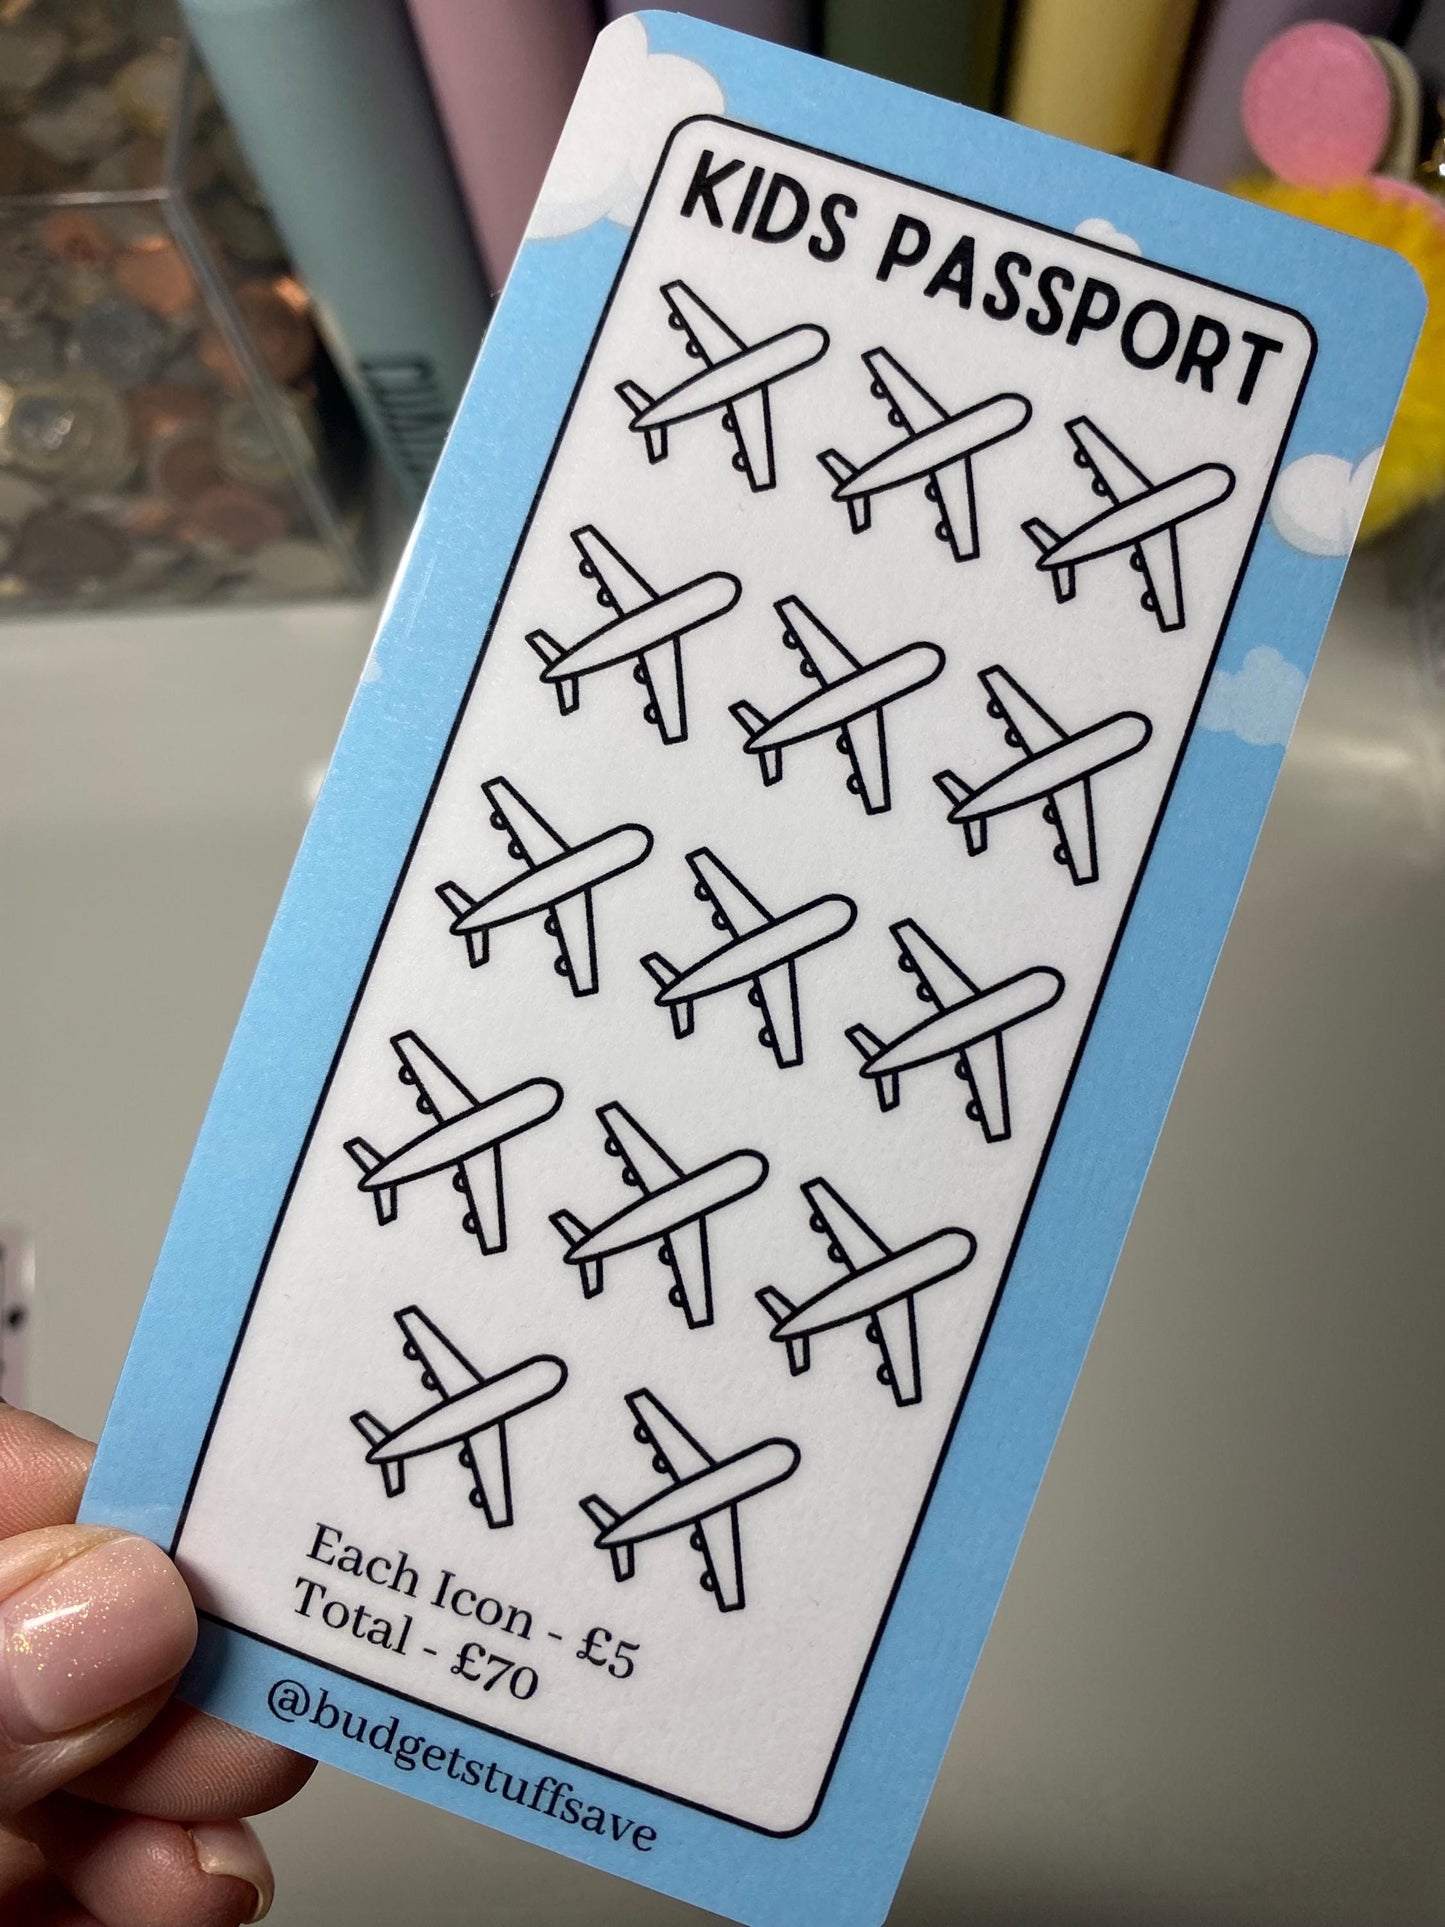 KIDS PASSPORT
Each Icon - £5
Total - £70
@budgetstuffsave